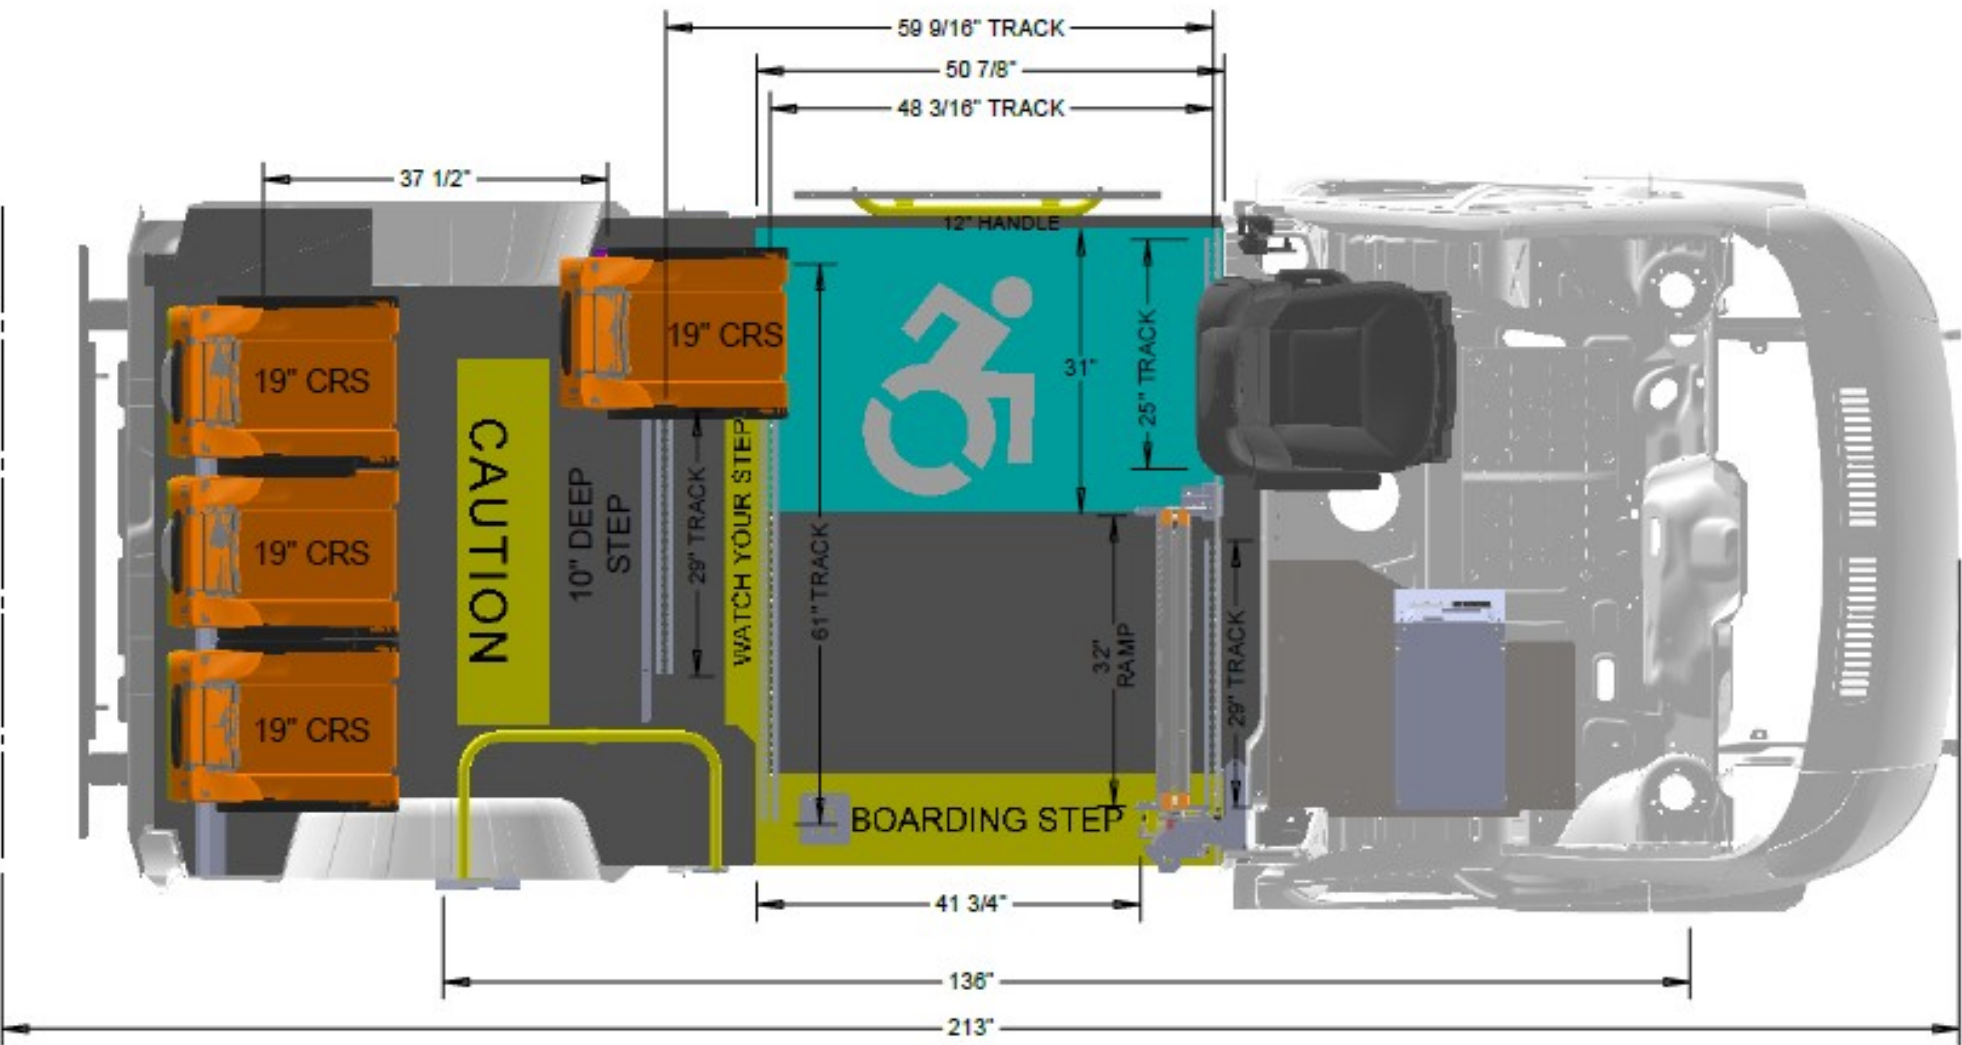 59 9/16" TRACK
50 7/8"
48 3/16" TRACK
37 1/2"
12" HANDLE
19" CRS
19" CRS
31"
25" TRACK
CAUTION
10" DEEP
STEP
29" TRACK
WATCH YOUR STEP
61" TRACK
19" CRS
32"
RAMP
29" TRACK
19" CRS
BOARDING STEP
41 3/4"
136"
213"